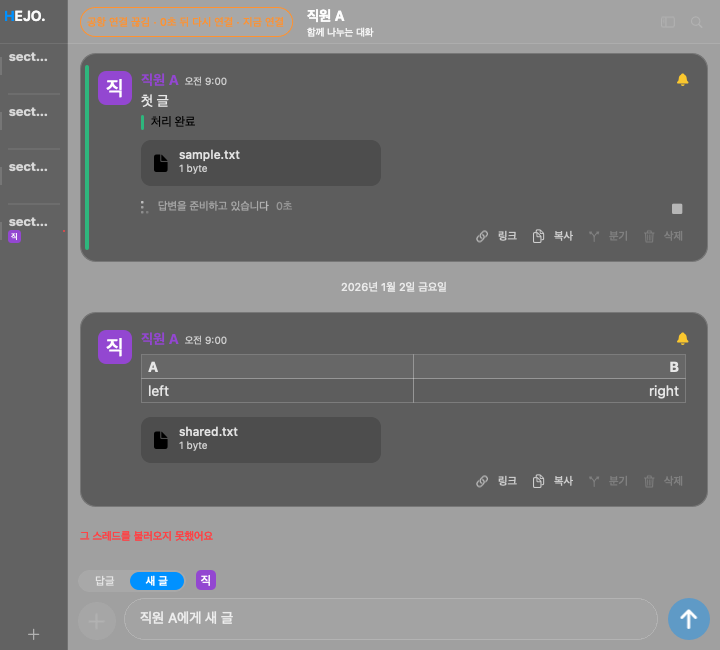 HEJO.
직원 A
함께 나누는 대화
sect...
sect...
sect...
sect...
직
직
직원 A 오전 9:00
첫 글
처리 완료
sample.txt
1 byte
답변을 준비하고 있습니다 0초
링크 복사 분기 삭제
2026년 1월 2일 금요일
직
직원 A 오전 9:00
A B
left right
shared.txt
1 byte
링크 복사 분기 삭제
그 스레드를 불러오지 못했어요
답글 새 글 직
직원 A에게 새 글